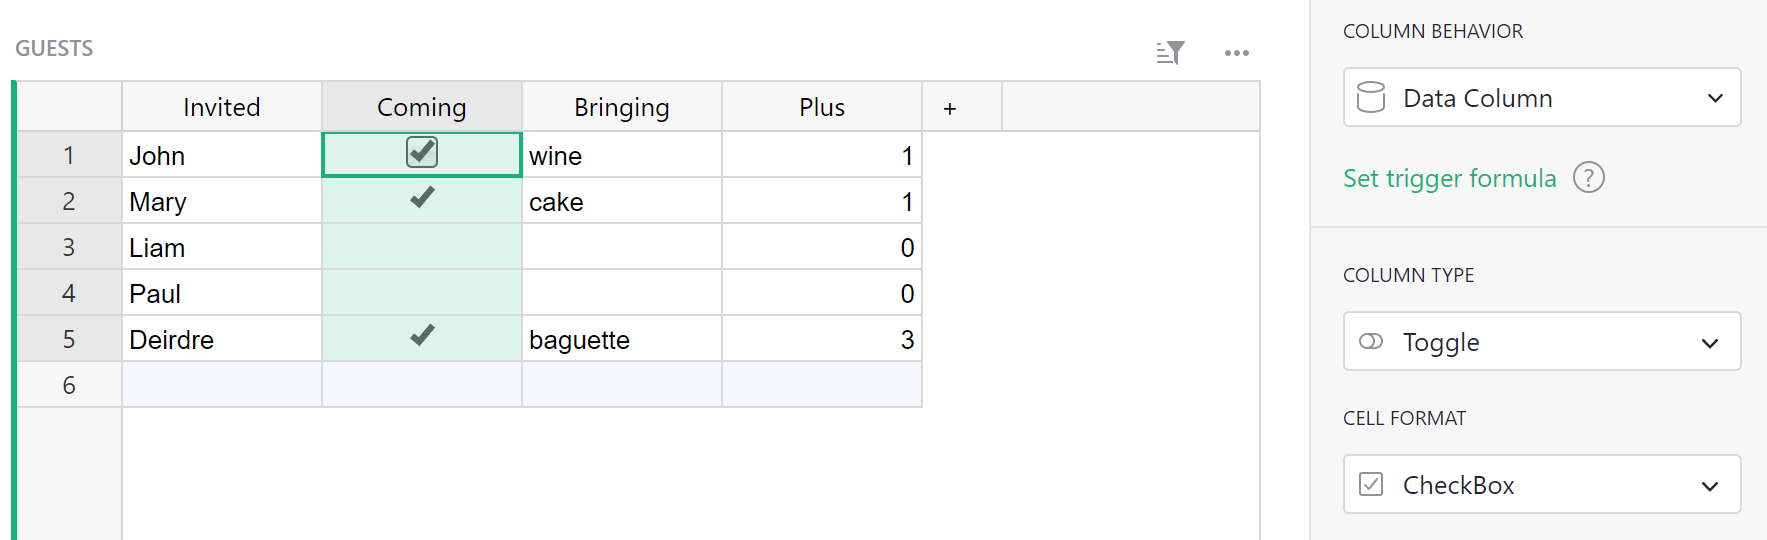 GUESTS
Invited Coming Bringing Plus +
1 John wine 1
2 Mary cake 1
3 Liam 0
4 Paul 0
5 Deirdre baguette 3
6
COLUMN BEHAVIOR
Data Column
Set trigger formula ?
COLUMN TYPE
Toggle
CELL FORMAT
CheckBox